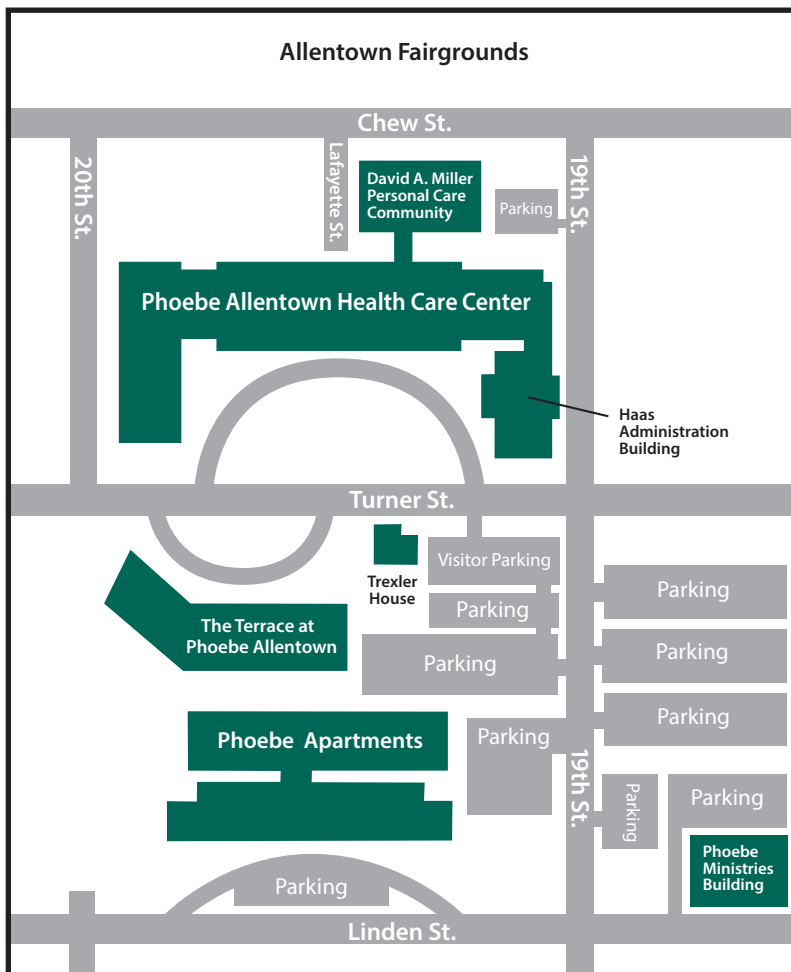 Allentown Fairgrounds
Chew St.
20th St.
Lafayette St.
David A. Miller
Personal Care
Community
Parking
19th St.
Phoebe Allentown Health Care Center
Haas
Administration
Building
Turner St.
Visitor Parking
Trexler
House
Parking
Parking
The Terrace at
Phoebe Allentown
Parking
Parking
Parking
Phoebe Apartments
Parking
19th St.
Parking
Parking
Phoebe
Ministries
Building
Parking
Linden St.